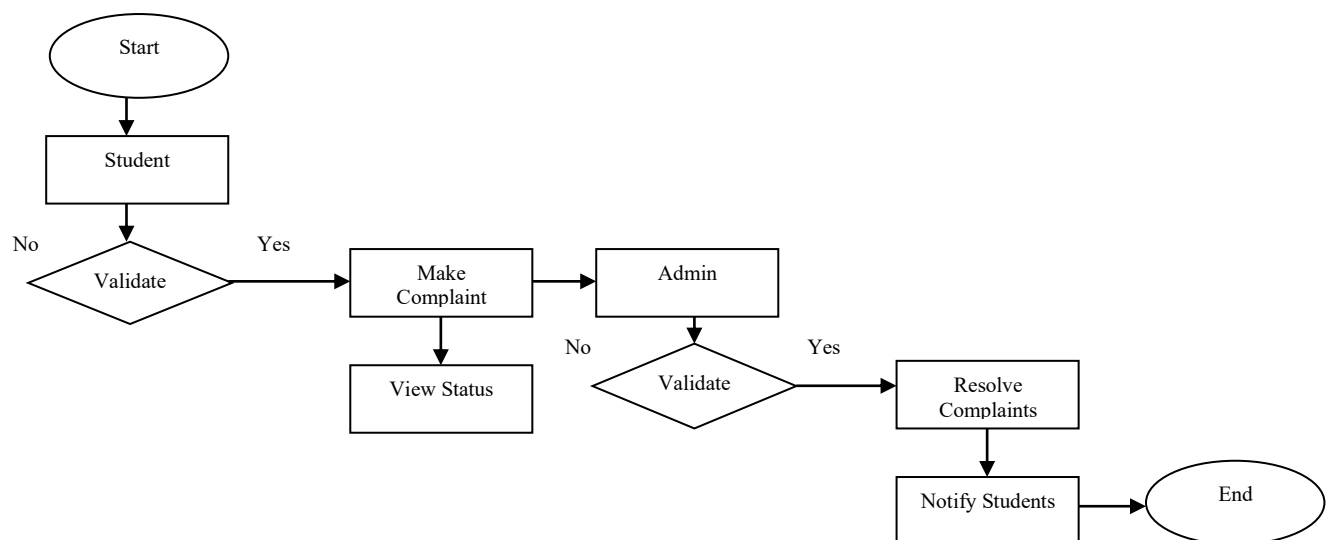 Start
Student
No
Yes
Validate
Make
Complaint
Admin
No
Yes
View Status
Validate
Resolve
Complaints
Notify Students
End